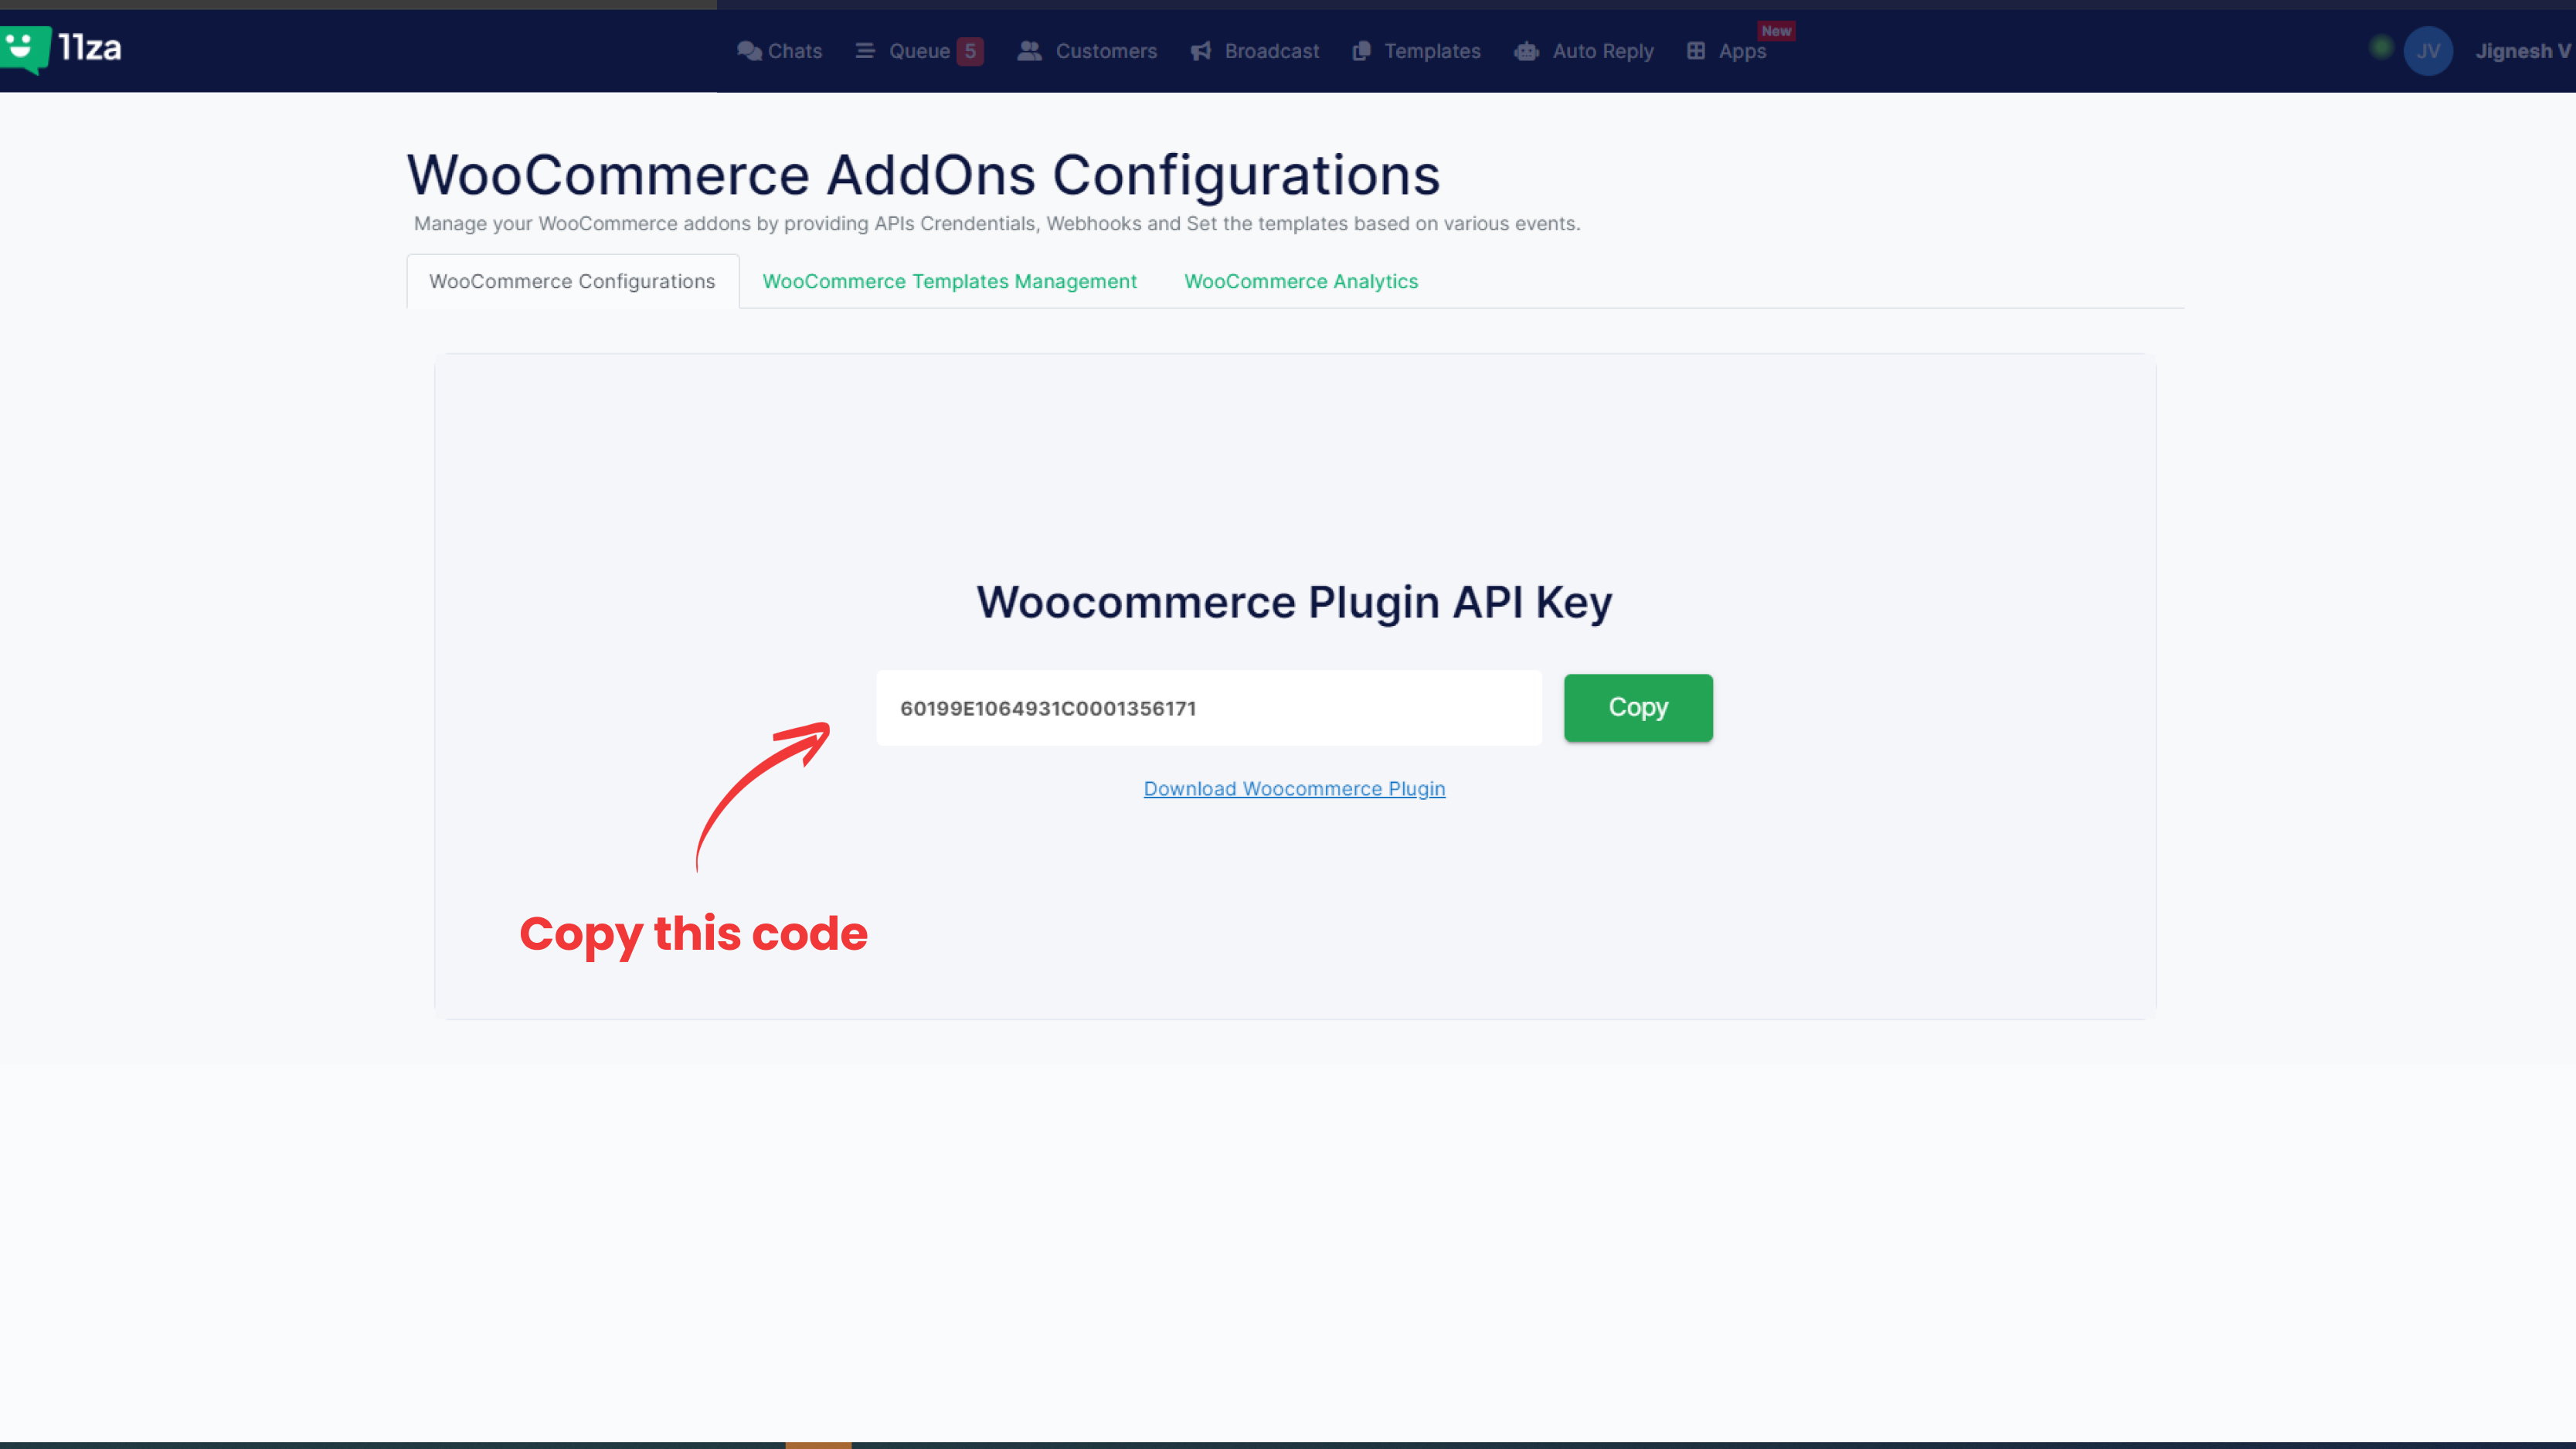 11za
Chats Queue 5 Customers Broadcast Templates Auto Reply Apps New
JV Jignesh V
WooCommerce AddOns Configurations
Manage your WooCommerce addons by providing APIs Crendentials, Webhooks and Set the templates based on various events.
WooCommerce Configurations WooCommerce Templates Management WooCommerce Analytics
Woocommerce Plugin API Key
60199E1064931C0001356171 Copy
Download Woocommerce Plugin
Copy this code